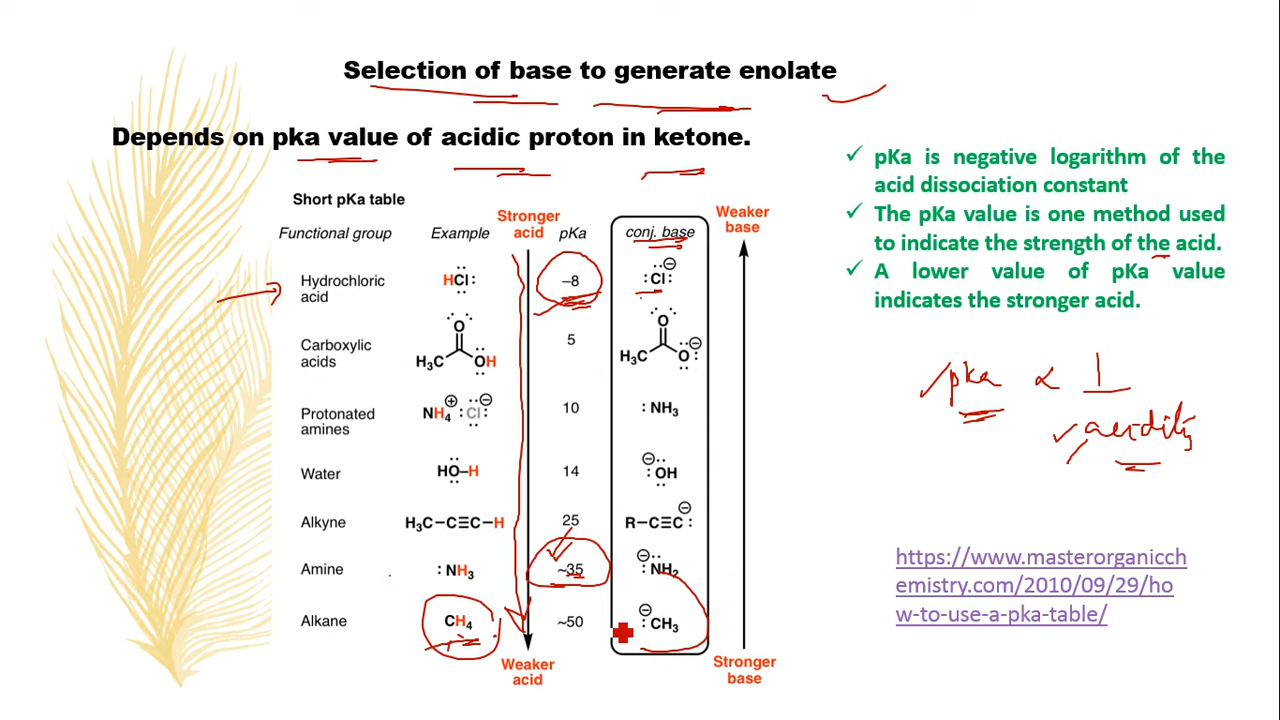 Selection of base to generate enolate
Depends on pka value of acidic proton in ketone.
Short pKa table
Functional group Example Stronger acid pKa conj. base Weaker base
Hydrochloric acid HCl: –8 :Cl:⊖
Carboxylic acids H₃C O OH 5 H₃C O O:⊖
Protonated amines NH₄⊕ :Cl:⊖ 10 :NH₃
Water HO–H 14 ⊖:OH
Alkyne H₃C–C≡C–H 25 R–C≡C:⊖
Amine :NH₃ ~35 ⊖:NH₂
Alkane CH₄ ~50 ⊖:CH₃
Weaker acid Stronger base
✓ pKa is negative logarithm of the
acid dissociation constant
✓ The pKa value is one method used
to indicate the strength of the acid.
✓ A lower value of pKa value
indicates the stronger acid.
pka ∝ 1
acidity
https://www.masterorganicch
emistry.com/2010/09/29/ho
w-to-use-a-pka-table/